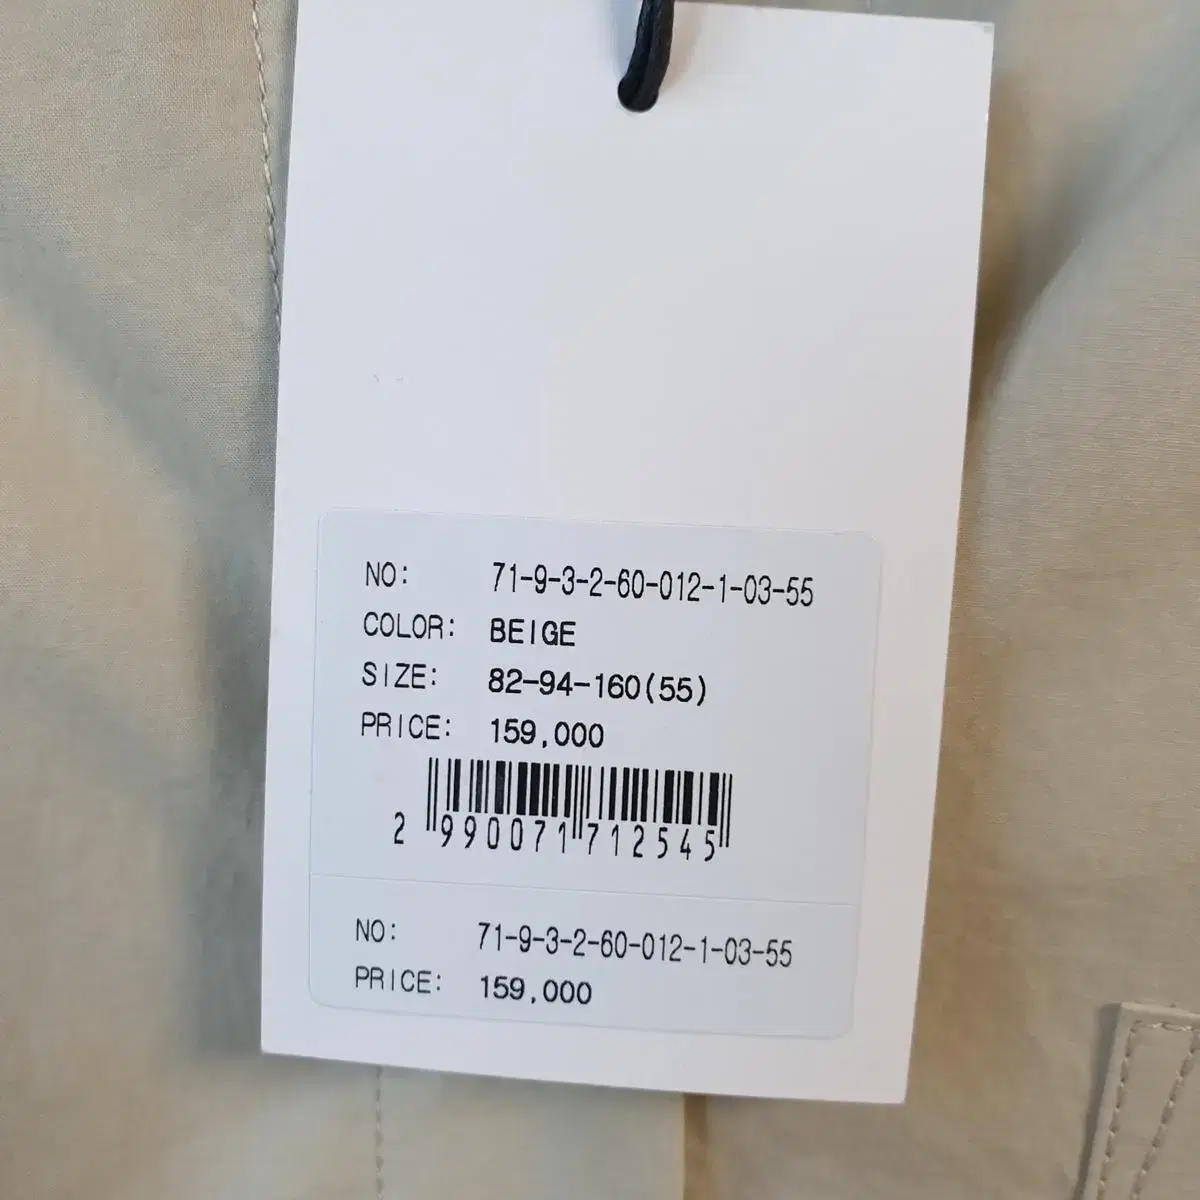 NO: 71-9-3-2-60-012-1-03-55
COLOR: BEIGE
SIZE: 82-94-160(55)
PRICE: 159,000
2 990071 712545
NO: 71-9-3-2-60-012-1-03-55
PRICE: 159,000